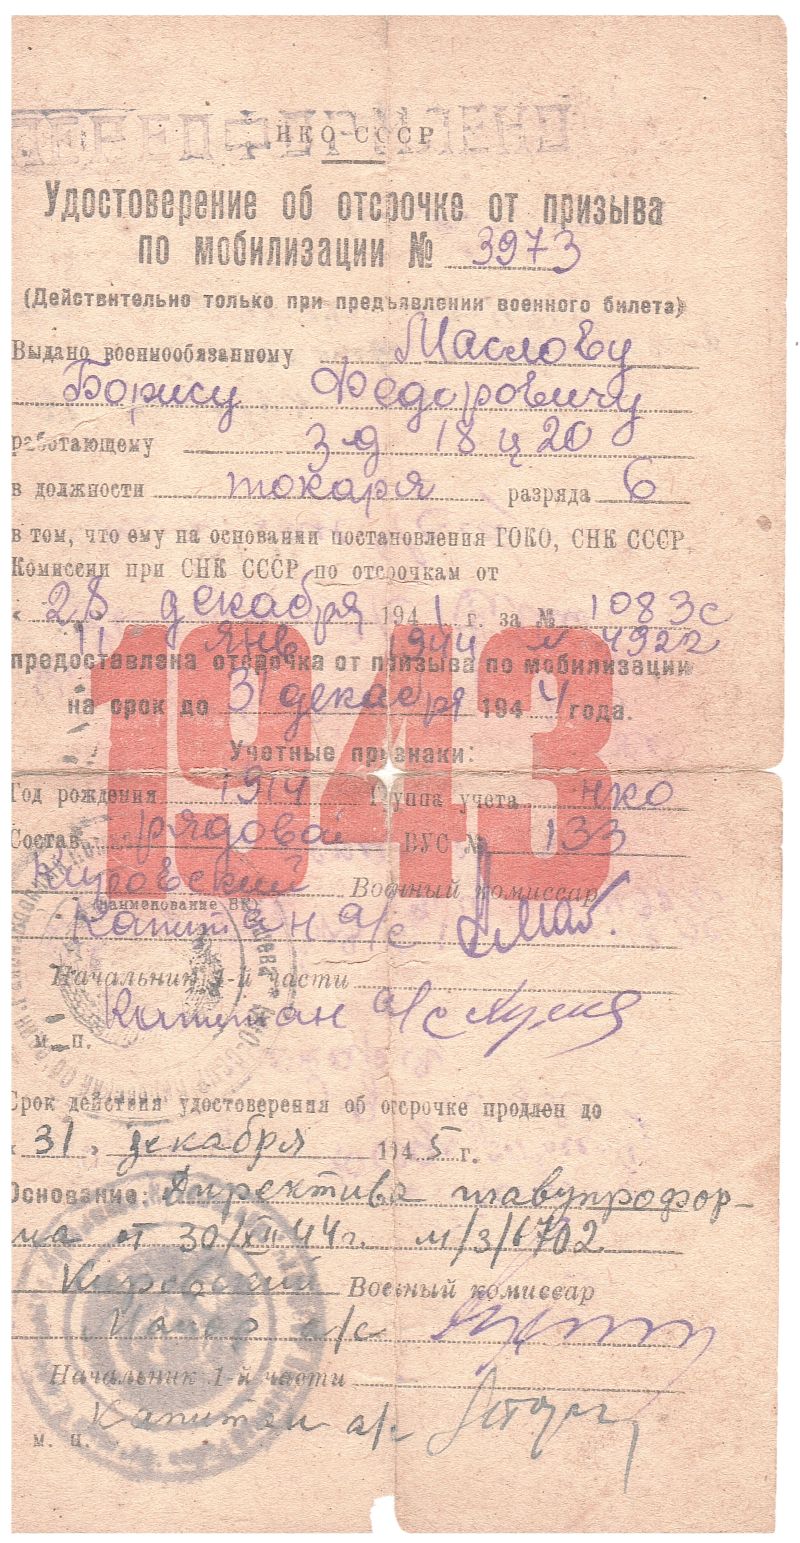 НКО СССР
Удостоверение об отсрочке от призыва
по мобилизации № 3973
(Действительно только при предъявлении военного билета)
Выдано военнообязанному Маслову
Борису Федоровичу
работающему з-д 18 ц 20
в должности токаря разряда 6
в том, что ему на основании постановления ГОКО, СНК СССР,
Комиссии при СНК СССР по отсрочкам от
« 28 декабря 1941 г. за № 1083с
11 янв 1944 № 4922
предоставлена отсрочка от призыва по мобилизации
на срок до 31 декабря 1944 года.
1943
Учетные признаки:
Год рождения 1914 Группа учета НКО
Состав рядовой ВУС № 133
Кировский Военный комиссар
(наименование ВК)
Капитан а/с
Начальник 1-й части
Капитан а/с
м. п.
Срок действия удостоверения об отсрочке продлен до
« 31 » декабря 1945 г.
Основание: Директива главупрофор-
ма от 30/XII 44 г. м/3/6702
Кировский Военный комиссар
Майор а/с
Начальник 1-й части
Капитан а/с
м. п.